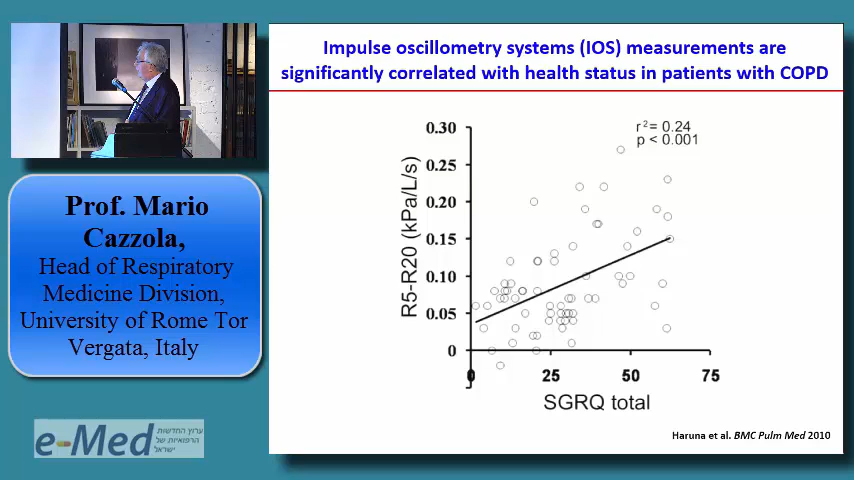 Impulse oscillometry systems (IOS) measurements are
significantly correlated with health status in patients with COPD
Prof. Mario
Cazzola,
Head of Respiratory
Medicine Division,
University of Rome Tor
Vergata, Italy
e-Med
ערוץ החדשות
הרפואיות של
ישראל
r² = 0.24
p < 0.001
R5-R20 (kPa/L/s)
0.30
0.25
0.20
0.15
0.10
0.05
0
0 25 50 75
SGRQ total
Haruna et al. BMC Pulm Med 2010